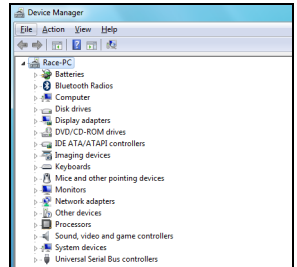 Device Manager
File Action View Help
Race-PC
Batteries
Bluetooth Radios
Computer
Disk drives
Display adapters
DVD/CD-ROM drives
IDE ATA/ATAPI controllers
Imaging devices
Keyboards
Mice and other pointing devices
Monitors
Network adapters
Other devices
Processors
Sound, video and game controllers
System devices
Universal Serial Bus controllers